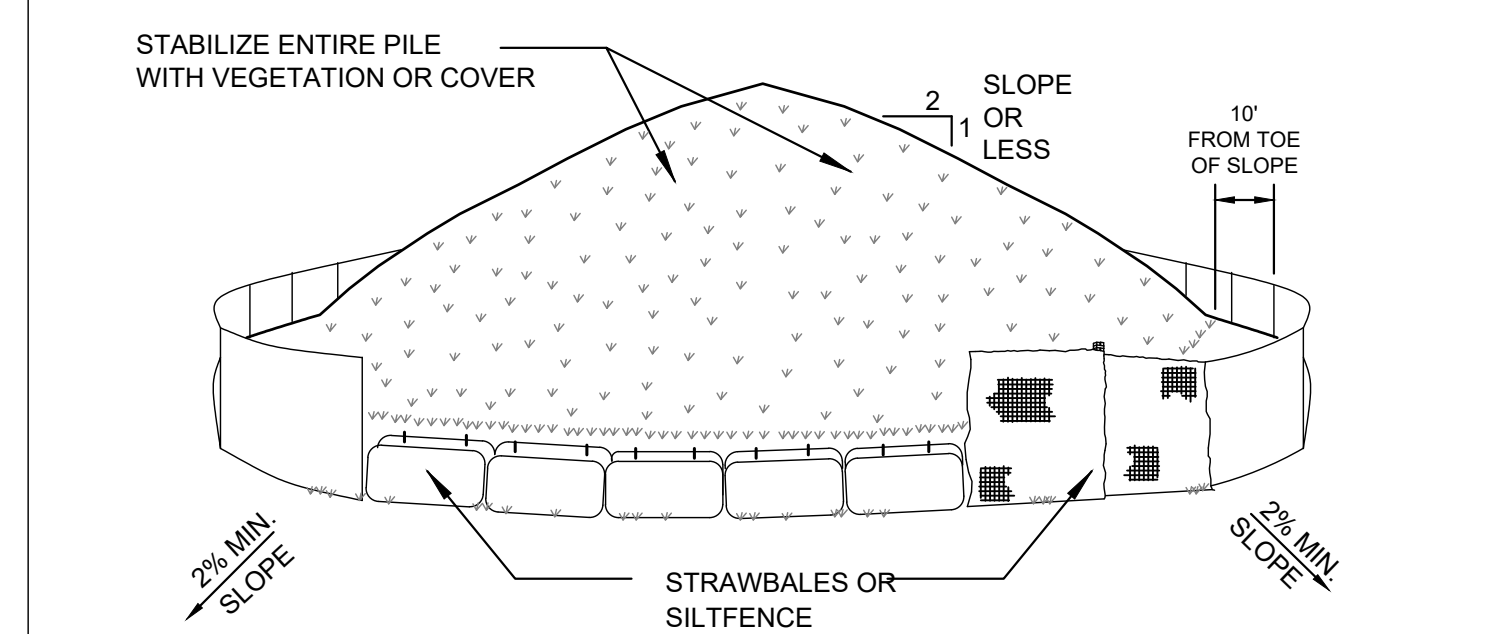 STABILIZE ENTIRE PILE
WITH VEGETATION OR COVER
2
1
SLOPE
OR
LESS
10'
FROM TOE
OF SLOPE
2% MIN.
SLOPE
2% MIN.
SLOPE
STRAWBALES OR
SILTFENCE